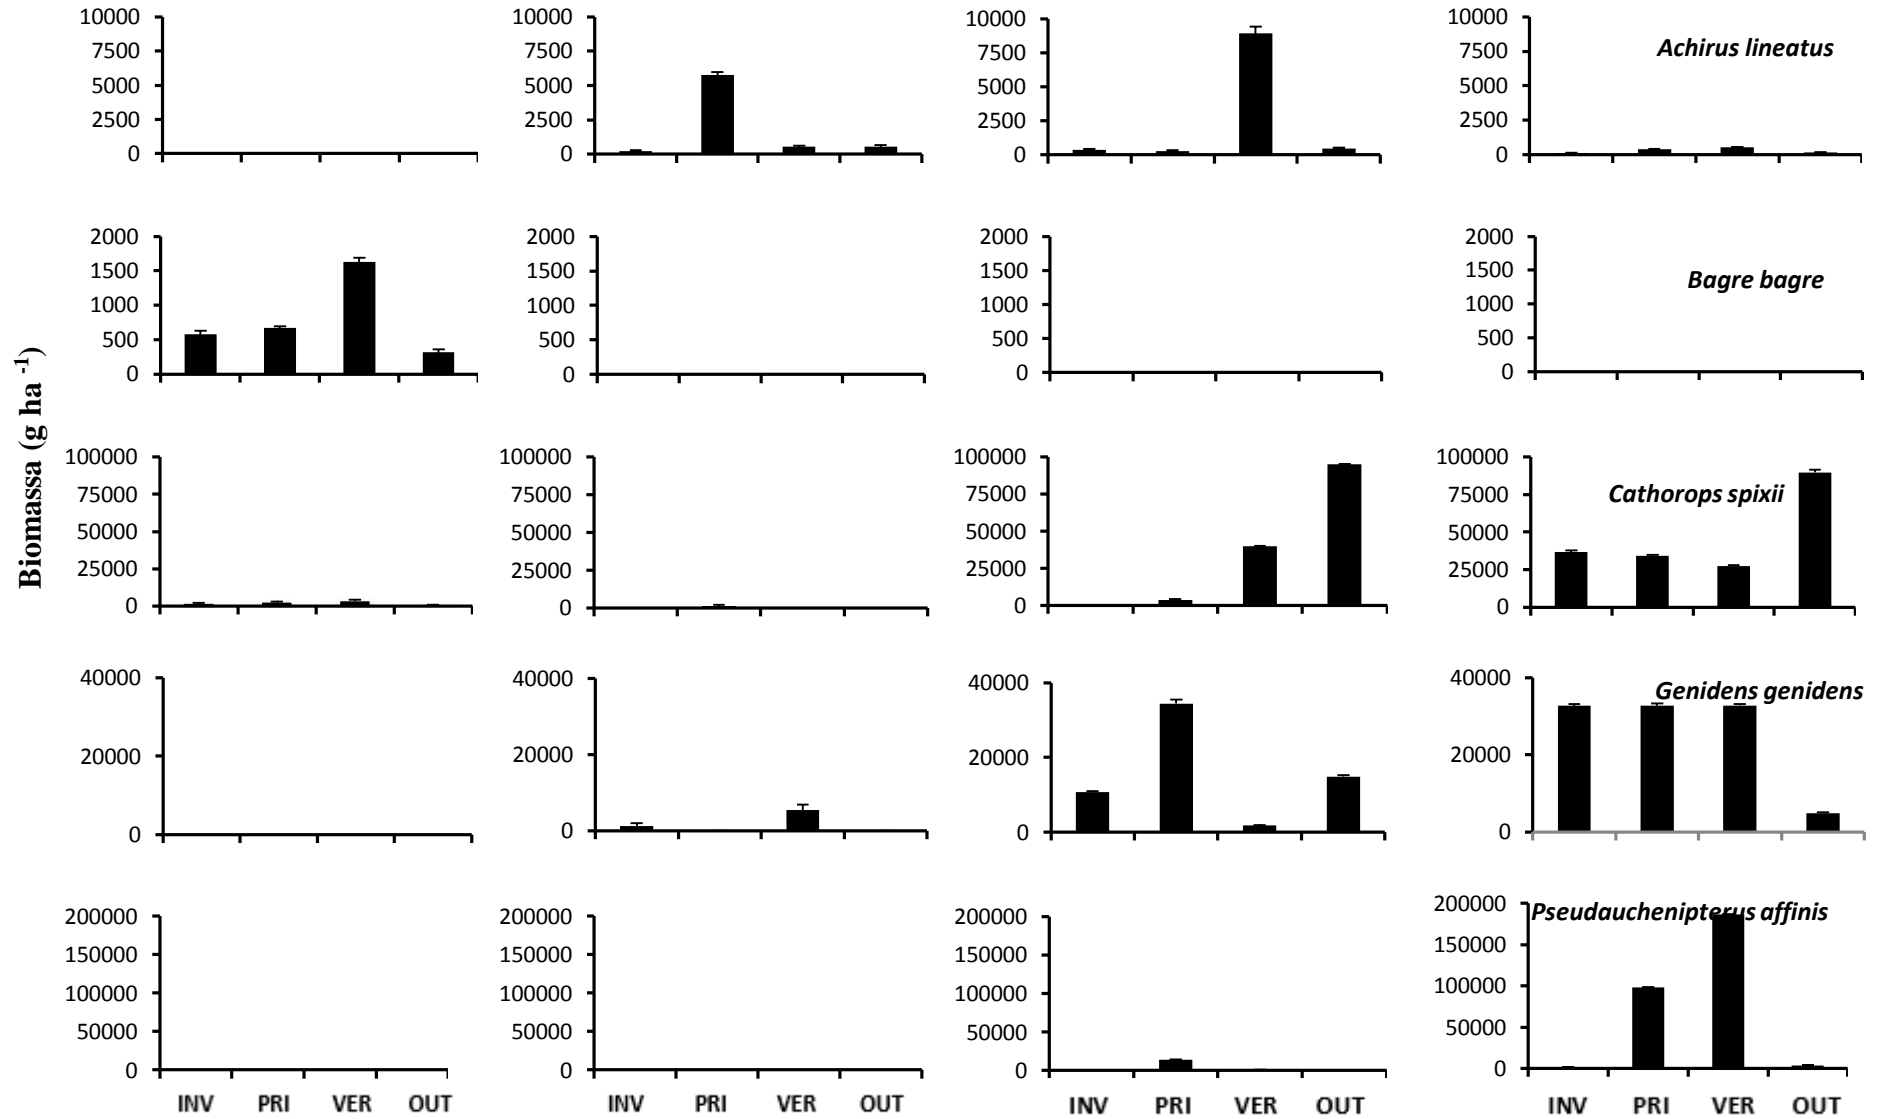 10000 7500 5000 2500 0
10000 7500 5000 2500 0
10000 7500 5000 2500 0
10000 7500 5000 2500 0
Achirus lineatus
2000 1500 1000 500 0
2000 1500 1000 500 0
2000 1500 1000 500 0
2000 1500 1000 500 0
Bagre bagre
Biomassa (g ha -1)
100000 75000 50000 25000 0
100000 75000 50000 25000 0
100000 75000 50000 25000 0
100000 75000 50000 25000 0
Cathorops spixii
40000 20000 0
40000 20000 0
40000 20000 0
40000 20000 0
Genidens genidens
200000 150000 100000 50000 0
200000 150000 100000 50000 0
200000 150000 100000 50000 0
200000 150000 100000 50000 0
Pseudauchenipterus affinis
INV PRI VER OUT
INV PRI VER OUT
INV PRI VER OUT
INV PRI VER OUT